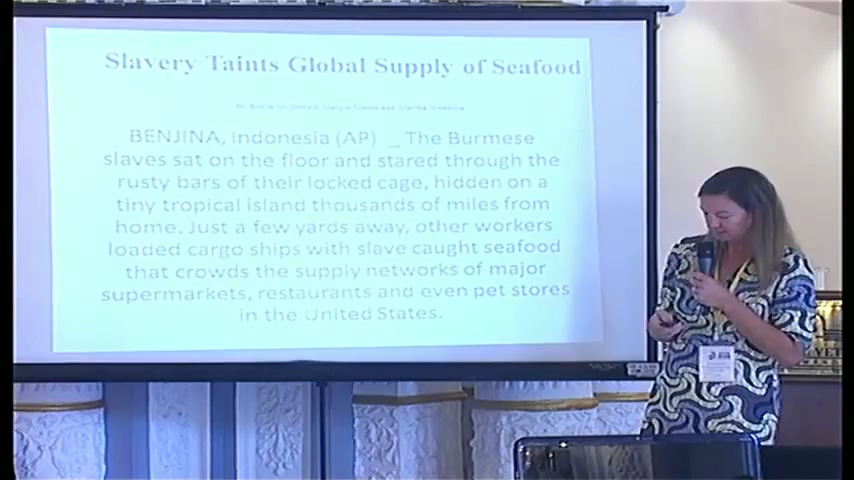 Slavery Taints Global Supply of Seafood
BENJINA, Indonesia (AP) _ The Burmese
slaves sat on the floor and stared through the
rusty bars of their locked cage, hidden on a
tiny tropical island thousands of miles from
home. Just a few yards away, other workers
loaded cargo ships with slave caught seafood
that crowds the supply networks of major
supermarkets, restaurants and even pet stores
in the United States.